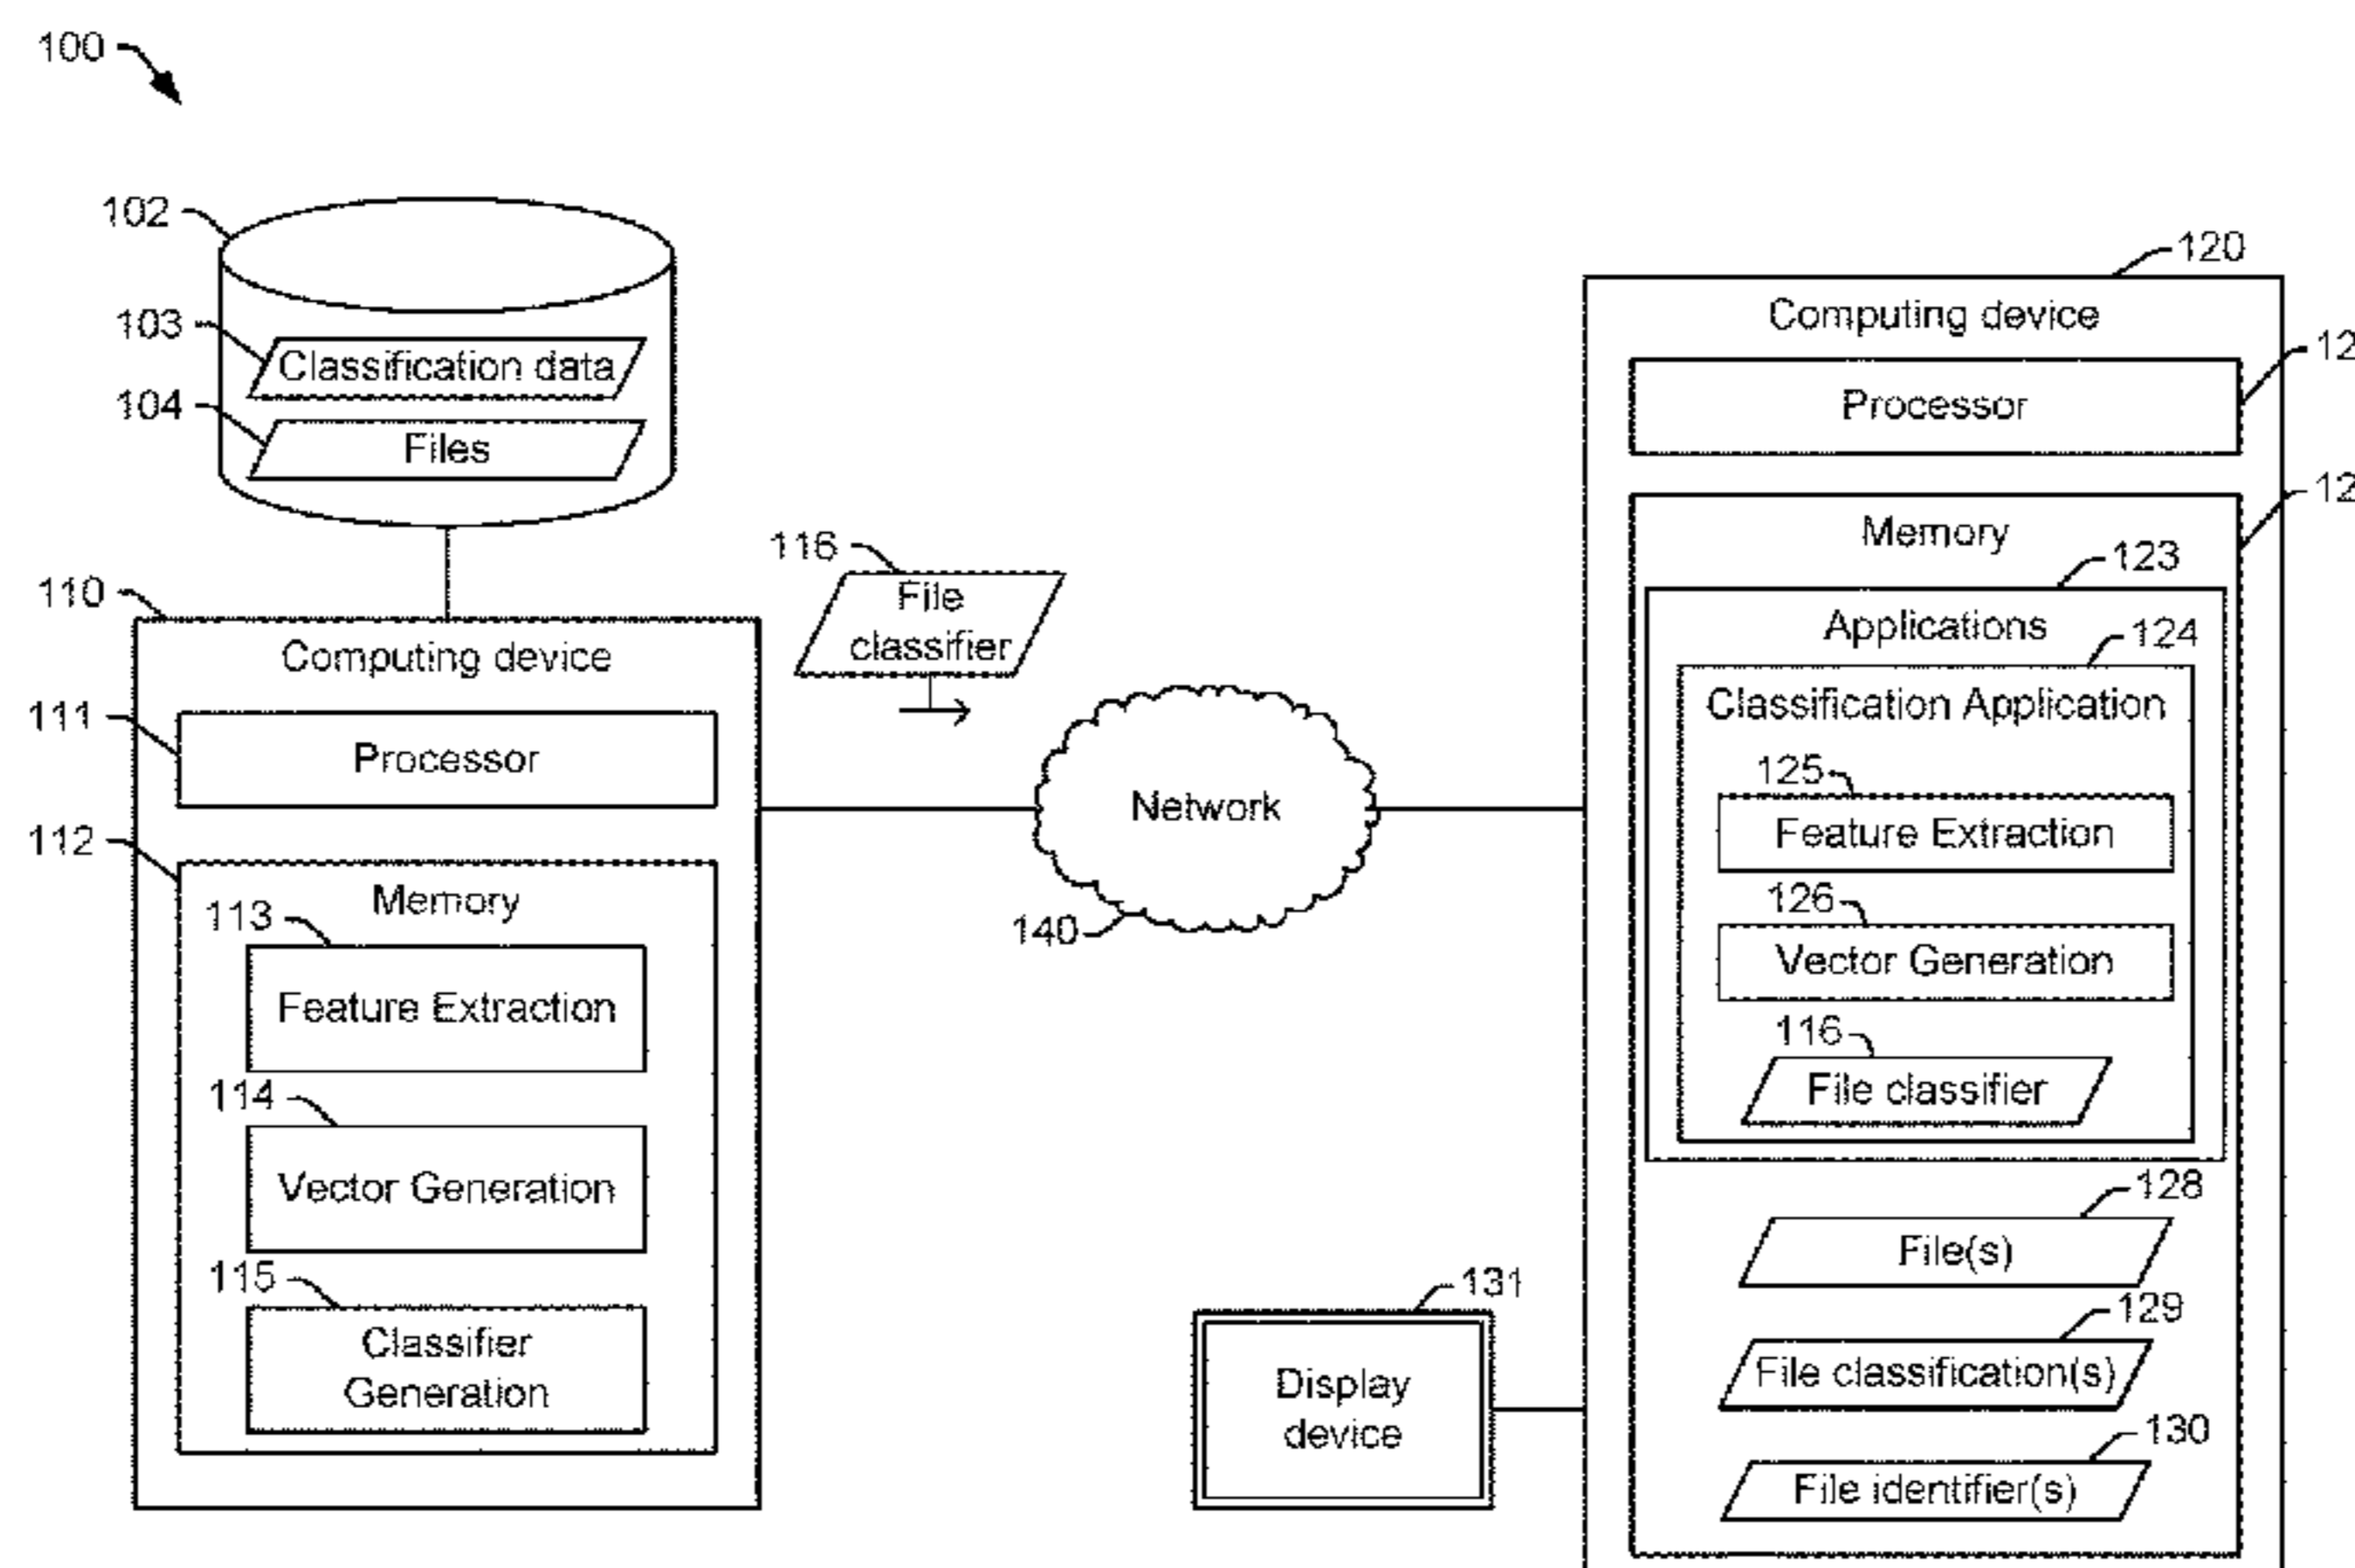 100
102
103
Classification data
104
Files
110
Computing device
111
Processor
112
Memory
113
Feature Extraction
114
Vector Generation
115
Classifier
Generation
116
File
classifier
Network
140
120
Computing device
12
Processor
12
Memory
123
Applications
124
Classification Application
125
Feature Extraction
126
Vector Generation
116
File classifier
128
File(s)
129
File classification(s)
130
File identifier(s)
131
Display
device